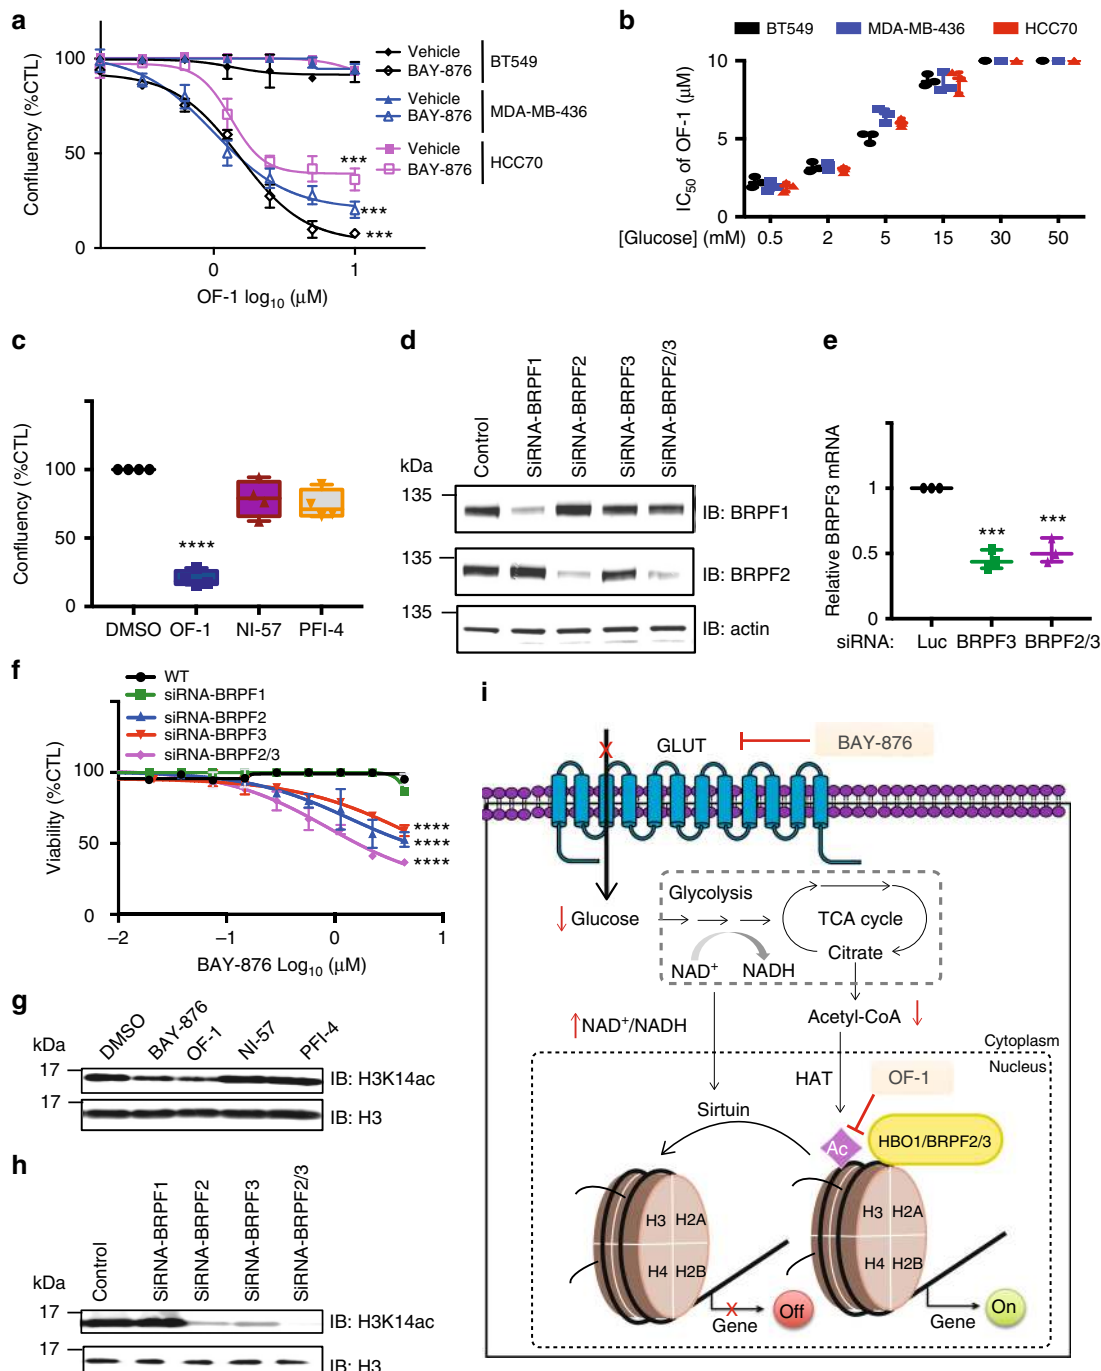 a
Confluency (%CTL)
100
50
0
0
1
OF-1 log10 (μM)
Vehicle
BAY-876
BT549
Vehicle
BAY-876
MDA-MB-436
Vehicle
BAY-876
HCC70
***
***
***
b
BT549
MDA-MB-436
HCC70
IC50 of OF-1 (μM)
10
5
0
[Glucose] (mM) 0.5 2 5 15 30 50
c
Confluency (%CTL)
100
50
0
****
DMSO OF-1 NI-57 PFI-4
d
Control
SiRNA-BRPF1
SiRNA-BRPF2
SiRNA-BRPF3
SiRNA-BRPF2/3
kDa
135
IB: BRPF1
135
IB: BRPF2
135
IB: actin
e
Relative BRPF3 mRNA
1
0.5
0
***
***
siRNA: Luc BRPF3 BRPF2/3
f
WT
siRNA-BRPF1
siRNA-BRPF2
siRNA-BRPF3
siRNA-BRPF2/3
Viability (%CTL)
100
50
0
****
****
****
–2 –1 0 1
BAY-876 Log10 (μM)
g
DMSO
BAY-876
OF-1
NI-57
PFI-4
kDa
17
IB: H3K14ac
17
IB: H3
h
Control
SiRNA-BRPF1
SiRNA-BRPF2
SiRNA-BRPF3
SiRNA-BRPF2/3
kDa
17
IB: H3K14ac
17
IB: H3
i
X
GLUT
BAY-876
Glycolysis
Glucose
TCA cycle
Citrate
NAD+ NADH
NAD+/NADH
Acetyl-CoA
Cytoplasm
Nucleus
HAT
OF-1
Sirtuin
Ac
HBO1/BRPF2/3
H3 H2A
H4 H2B
H3 H2A
H4 H2B
X
Gene
Off
Gene
On